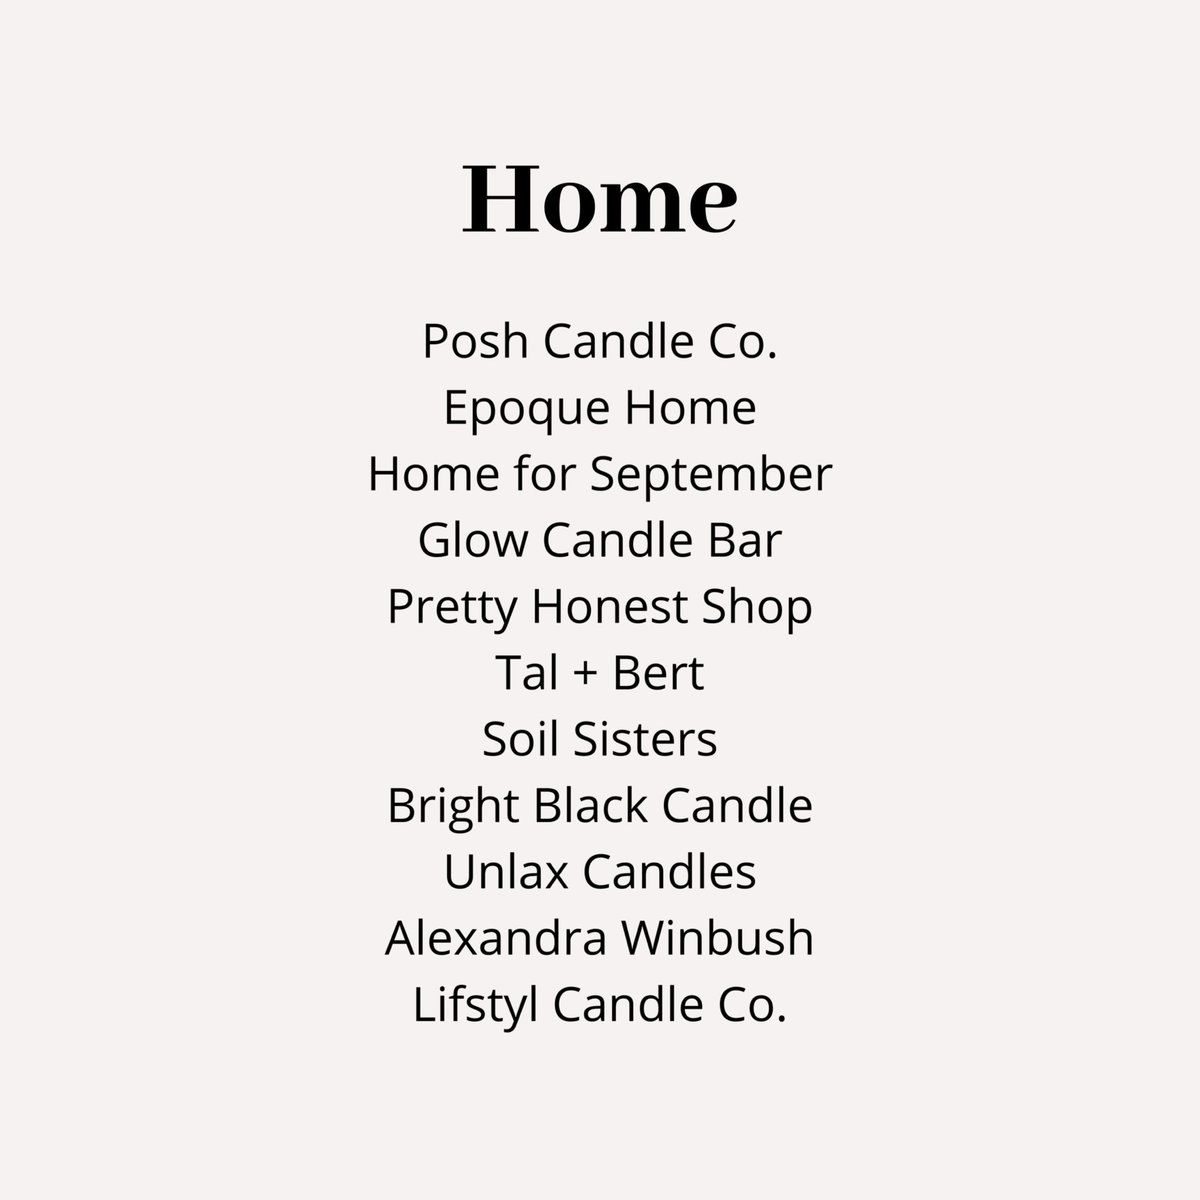 Home
Posh Candle Co.
Epoque Home
Home for September
Glow Candle Bar
Pretty Honest Shop
Tal + Bert
Soil Sisters
Bright Black Candle
Unlax Candles
Alexandra Winbush
Lifstyl Candle Co.